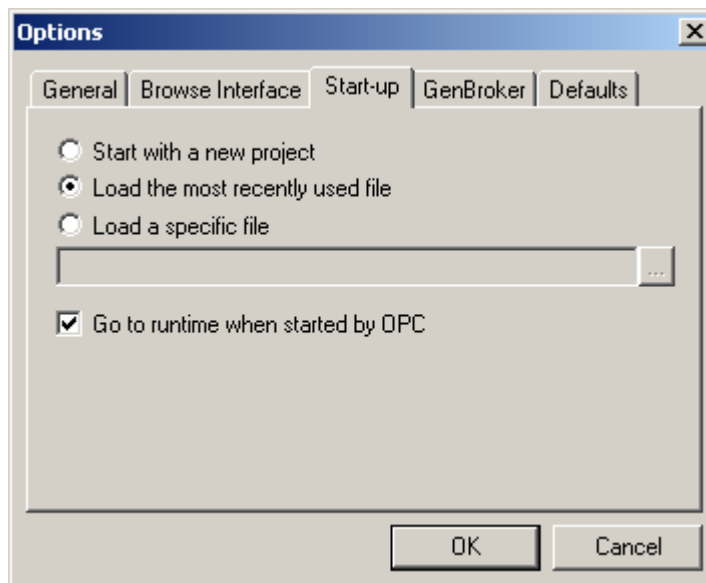 Options
General Browse Interface Start-up GenBroker Defaults
Start with a new project
Load the most recently used file
Load a specific file
...
Go to runtime when started by OPC
OK Cancel